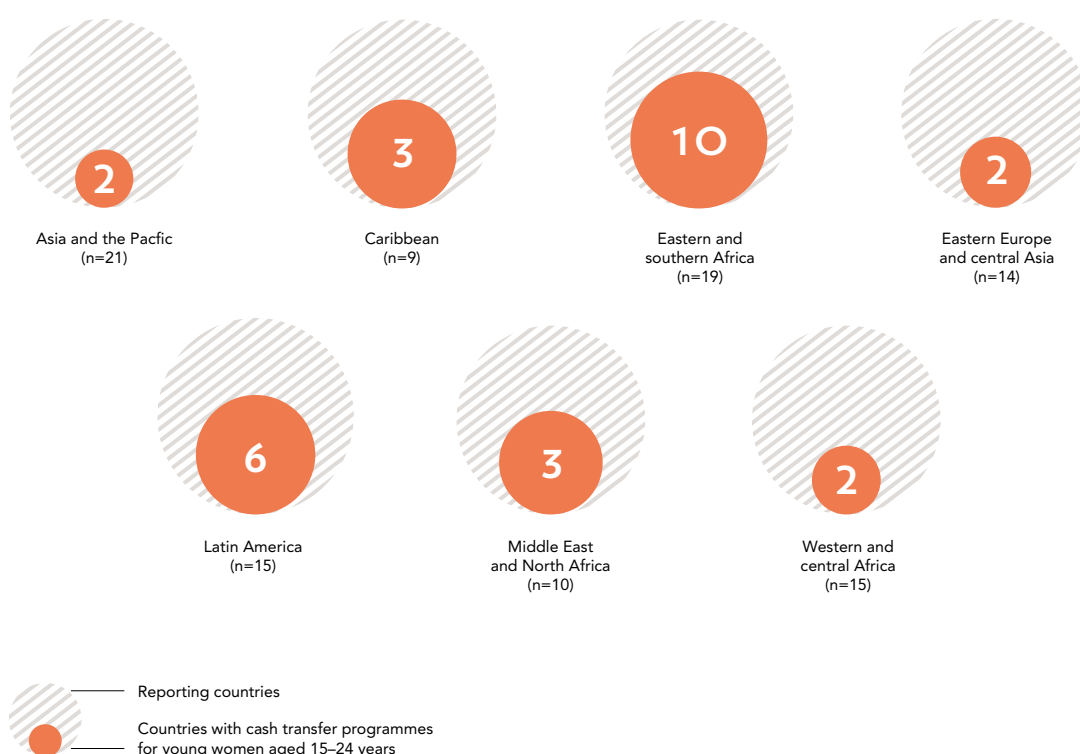 2
3
10
2
Asia and the Pacfic
(n=21)
Caribbean
(n=9)
Eastern and
southern Africa
(n=19)
Eastern Europe
and central Asia
(n=14)
6
3
2
Latin America
(n=15)
Middle East
and North Africa
(n=10)
Western and
central Africa
(n=15)
Reporting countries
Countries with cash transfer programmes
for young women aged 15–24 years